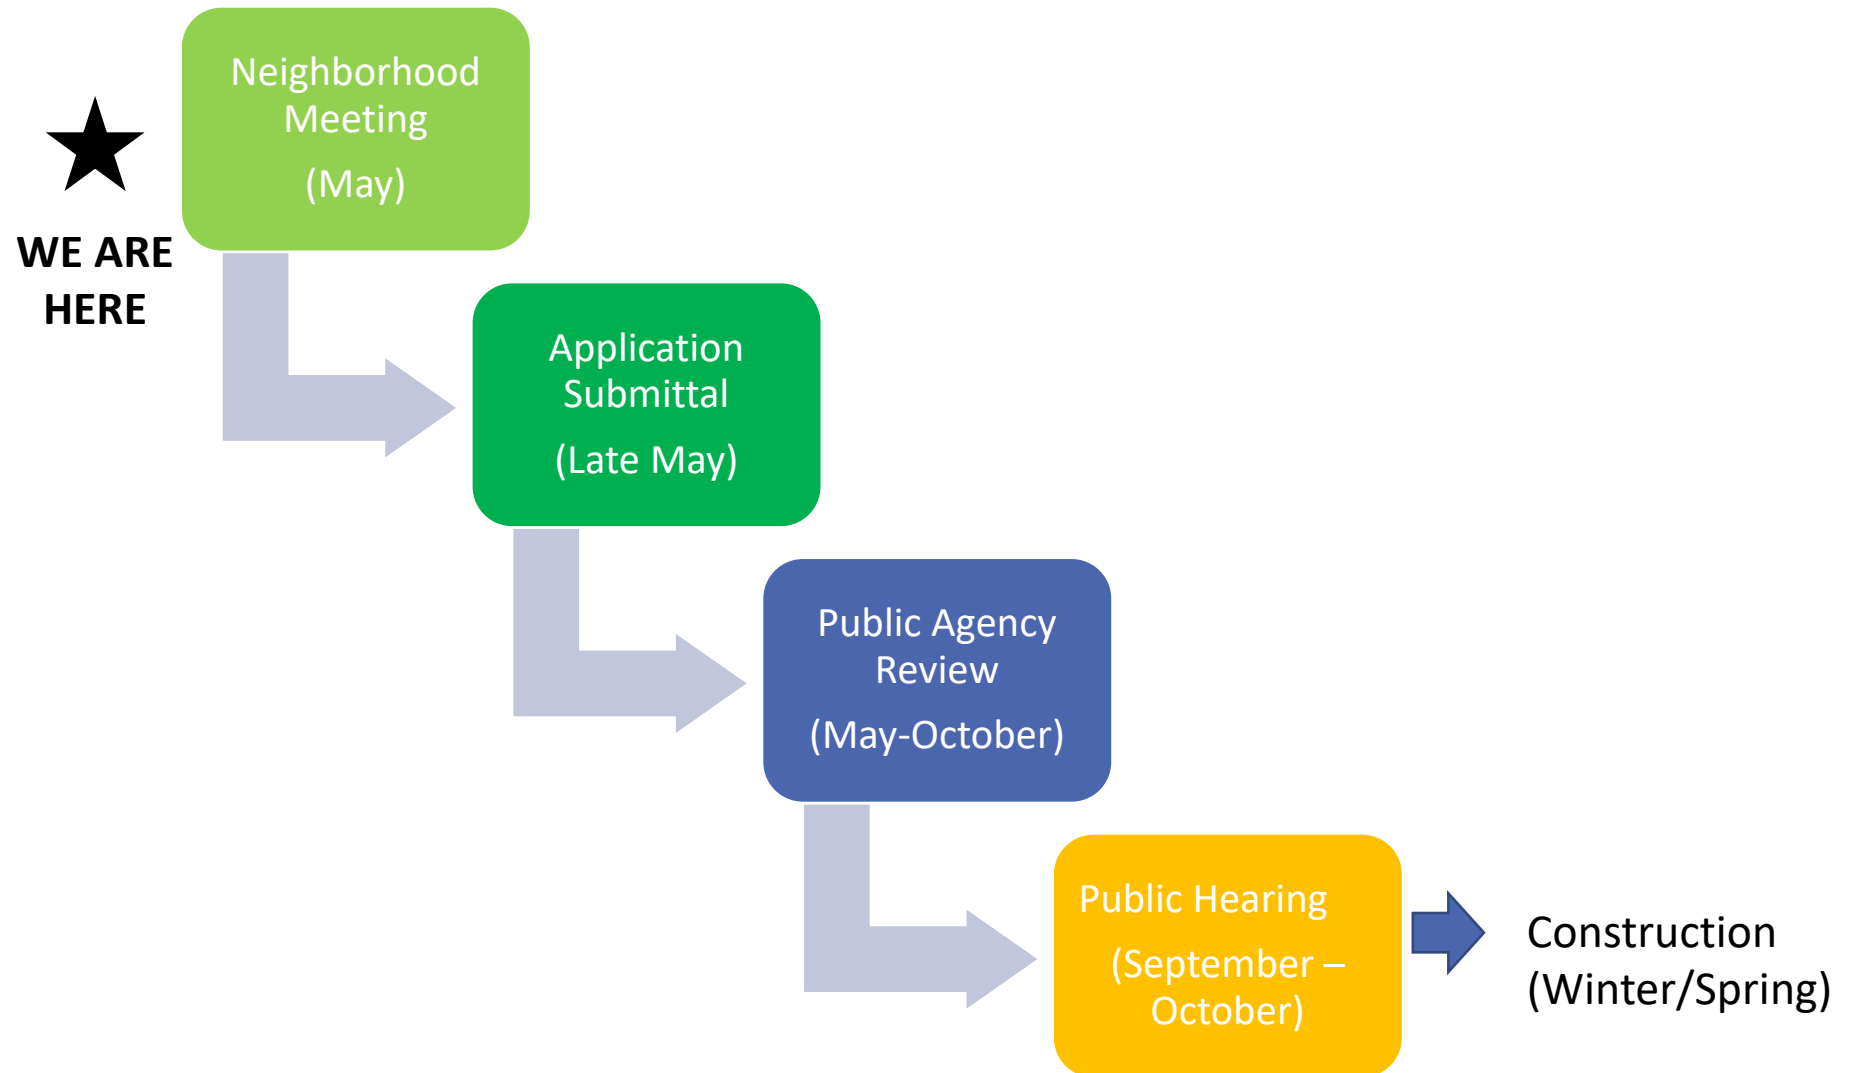 Neighborhood
Meeting
(May)
WE ARE
HERE
Application
Submittal
(Late May)
Public Agency
Review
(May-October)
Public Hearing
(September –
October)
Construction
(Winter/Spring)